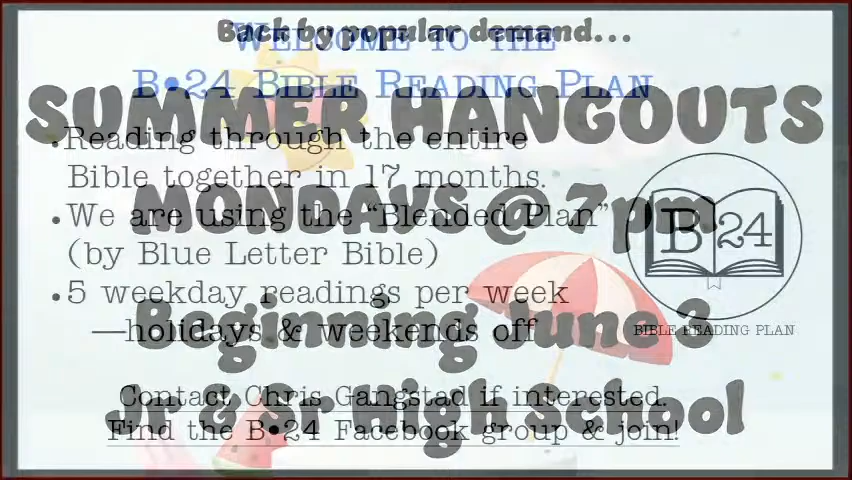 Back by popular demand...
SUMMER HANGOUTS
MONDAYS @ 7pm
Beginning June 3
Jr & Sr High School
WELCOME TO THE
B•24 BIBLE READING PLAN
•Reading through the entire
Bible together in 17 months.
•We are using the “Blended Plan”
(by Blue Letter Bible)
•5 weekday readings per week
—holidays & weekends off
Contact Chris Gangstad if interested.
Find the B•24 Facebook group & join!
B 24
BIBLE READING PLAN